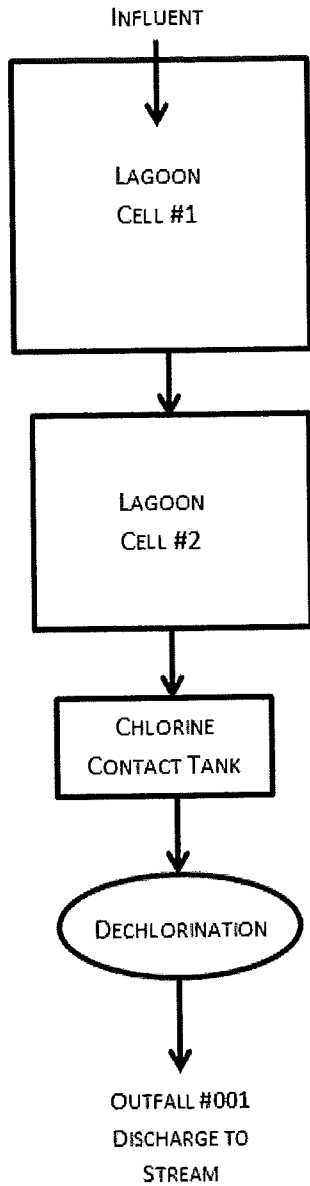 INFLUENT
LAGOON
CELL #1
LAGOON
CELL #2
CHLORINE
CONTACT TANK
DECHLORINATION
OUTFALL #001
DISCHARGE TO
STREAM